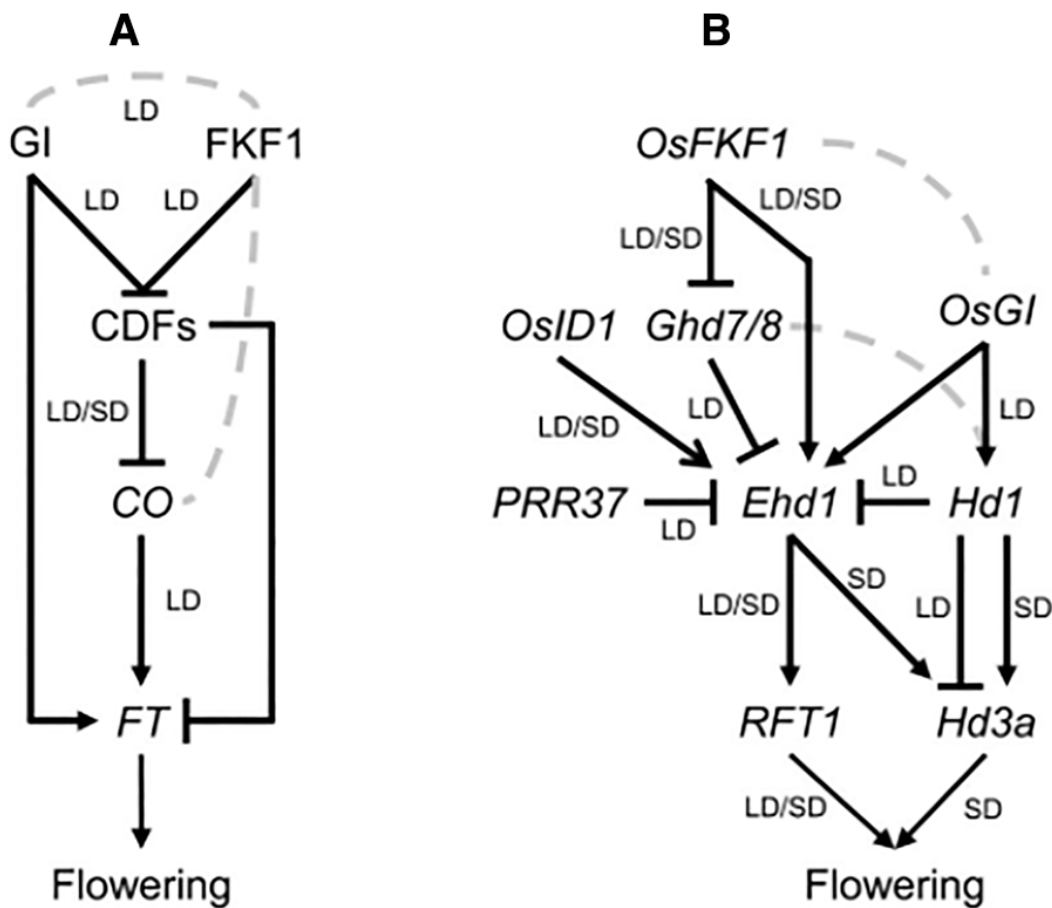 A
B
LD
GI
FKF1
OsFKF1
LD
LD
LD/SD
LD/SD
CDFs
OsID1
Ghd7/8
OsGI
LD/SD
LD/SD
LD
LD
CO
PRR37
LD
Ehd1
LD
Hd1
LD
LD/SD
SD
LD
SD
FT
RFT1
Hd3a
LD/SD
SD
Flowering
Flowering